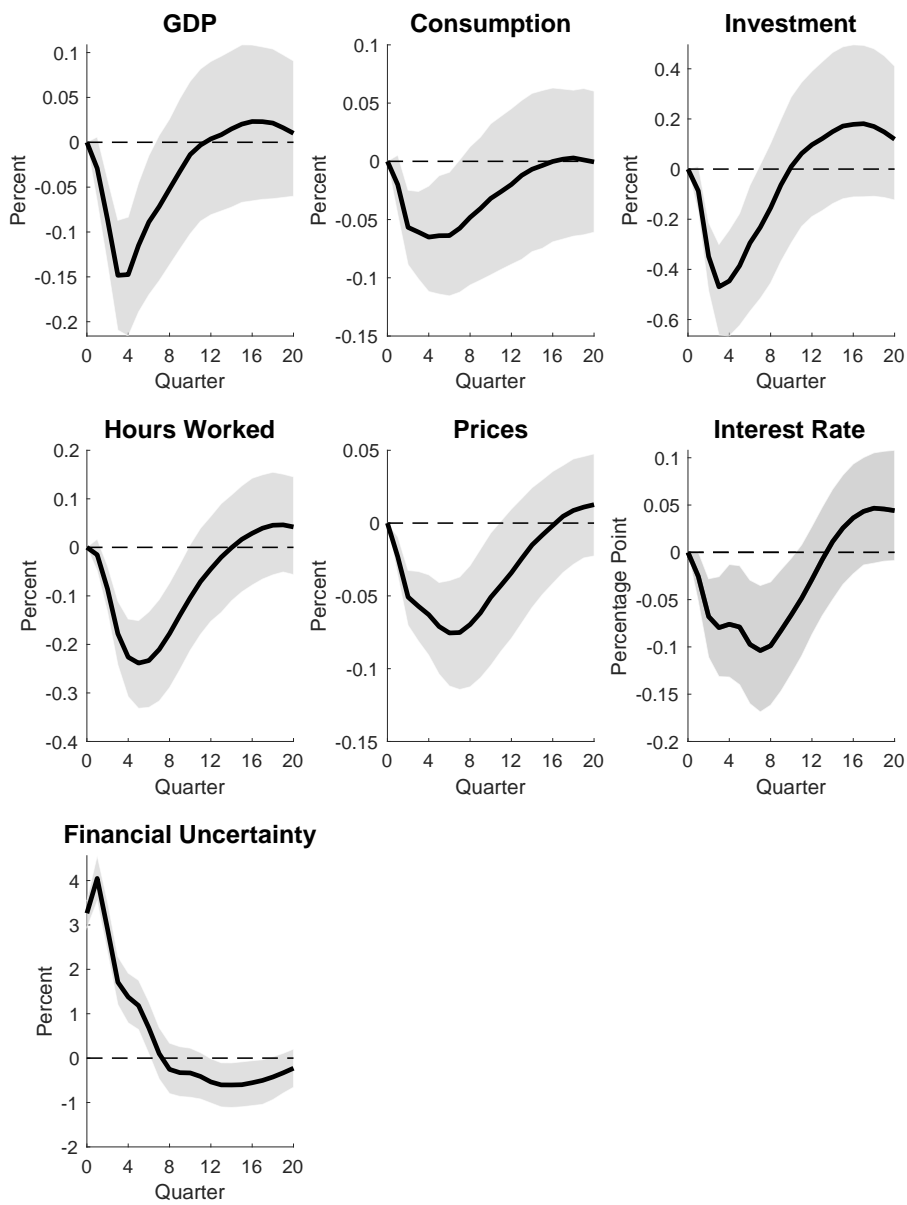 GDP
Consumption
Investment
0.1
0.05
0
-0.05
-0.1
-0.15
-0.2
Percent
0 4 8 12 16 20
Quarter
0.1
0.05
0
-0.05
-0.1
-0.15
Percent
0 4 8 12 16 20
Quarter
0.4
0.2
0
-0.2
-0.4
-0.6
Percent
0 4 8 12 16 20
Quarter
Hours Worked
Prices
Interest Rate
0.2
0.1
0
-0.1
-0.2
-0.3
-0.4
Percent
0 4 8 12 16 20
Quarter
0.05
0
-0.05
-0.1
-0.15
Percent
0 4 8 12 16 20
Quarter
0.1
0.05
0
-0.05
-0.1
-0.15
-0.2
Percentage Point
0 4 8 12 16 20
Quarter
Financial Uncertainty
4
3
2
1
0
-1
-2
Percent
0 4 8 12 16 20
Quarter